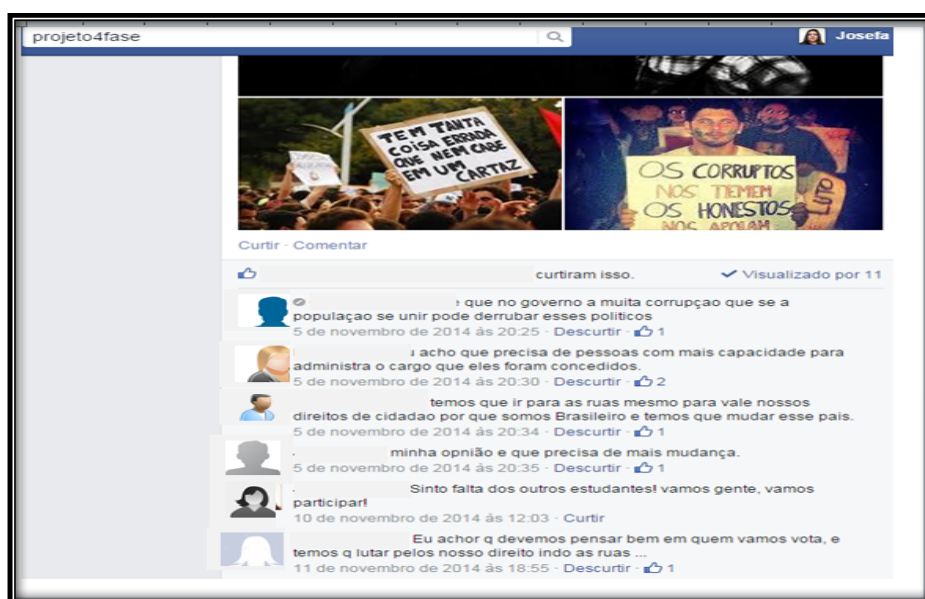 projeto4fase
Josefa
TEM TANTA
COISA ERRADA
QUE NEM CABE
EM UM CARTAZ
OS CORRUPTOS
NOS TEMEM
OS HONESTOS
NOS APOIAM
LUTO
Curtir · Comentar
curtiram isso.
Visualizado por 11
que no governo a muita corrupçao que se a
populaçao se unir pode derrubar esses politicos
5 de novembro de 2014 às 20:25 · Descurtir · 1
acho que precisa de pessoas com mais capacidade para
administra o cargo que eles foram concedidos.
5 de novembro de 2014 às 20:30 · Descurtir · 2
temos que ir para as ruas mesmo para vale nossos
direitos de cidadao por que somos Brasileiro e temos que mudar esse pais.
5 de novembro de 2014 às 20:34 · Descurtir · 1
minha opnião e que precisa de mais mudança.
5 de novembro de 2014 às 20:35 · Descurtir · 1
Sinto falta dos outros estudantes! vamos gente, vamos
participar!
10 de novembro de 2014 às 12:03 · Curtir
Eu achor q devemos pensar bem em quem vamos vota, e
temos q lutar pelos nosso direito indo as ruas ...
11 de novembro de 2014 às 18:55 · Descurtir · 1